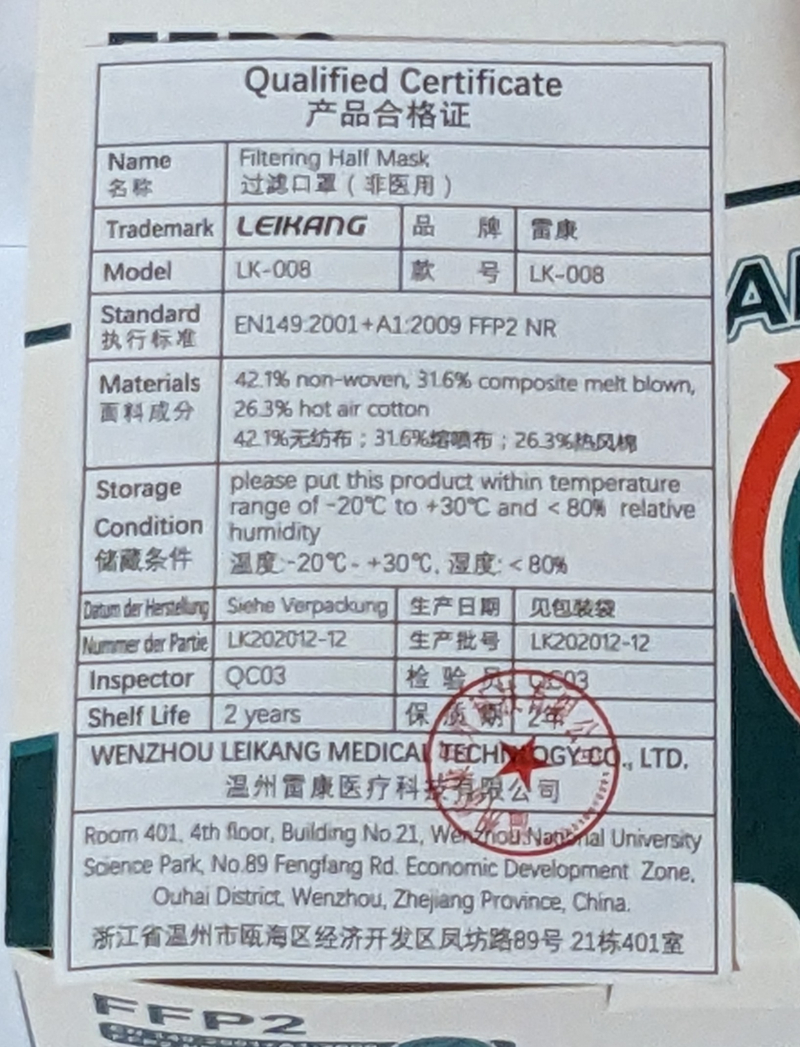 Qualified Certificate
产品合格证
Name
名称
Filtering Half Mask
过滤口罩（非医用）
Trademark LEIKANG 品 牌 雷康
Model LK-008 款 号 LK-008
Standard
执行标准
EN149:2001+A1:2009 FFP2 NR
Materials
面料成分
42.1% non-woven, 31.6% composite melt blown,
26.3% hot air cotton
42.1%无纺布；31.6%熔喷布；26.3%热风棉
Storage
Condition
储藏条件
please put this product within temperature
range of -20℃ to +30℃ and < 80% relative
humidity
温度:-20℃- +30℃, 湿度: < 80%
Datum der Herstellung Siehe Verpackung 生产日期 见包装袋
Nummer der Partie LK202012-12 生产批号 LK202012-12
Inspector QC03 检 验 员 QC03
Shelf Life 2 years 保 质 期 2年
WENZHOU LEIKANG MEDICAL TECHNOLOGY CO., LTD.
温州雷康医疗科技有限公司
Room 401, 4th floor, Building No.21, Wenzhou National University
Science Park, No.89 Fengfang Rd. Economic Development Zone,
Ouhai District, Wenzhou, Zhejiang Province, China.
浙江省温州市瓯海区经济开发区凤坊路89号 21栋401室
FFP2